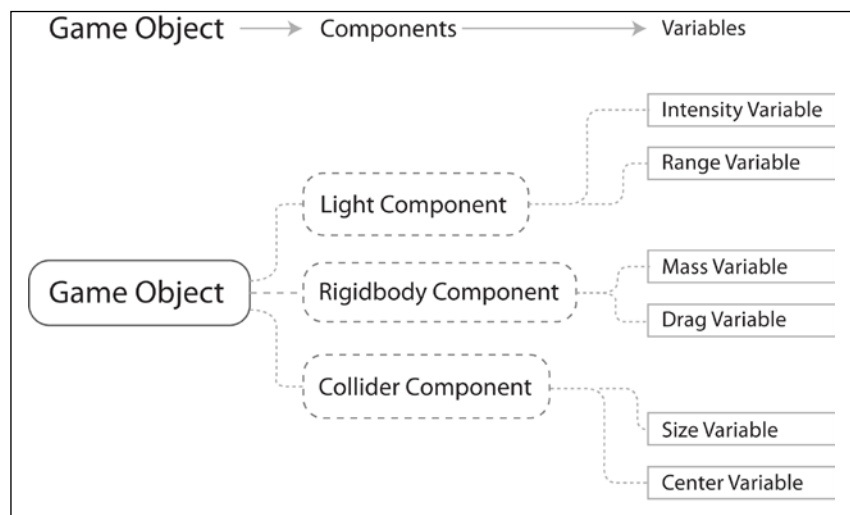 Game Object
Components
Variables
Intensity Variable
Range Variable
Light Component
Game Object
Rigidbody Component
Mass Variable
Drag Variable
Collider Component
Size Variable
Center Variable